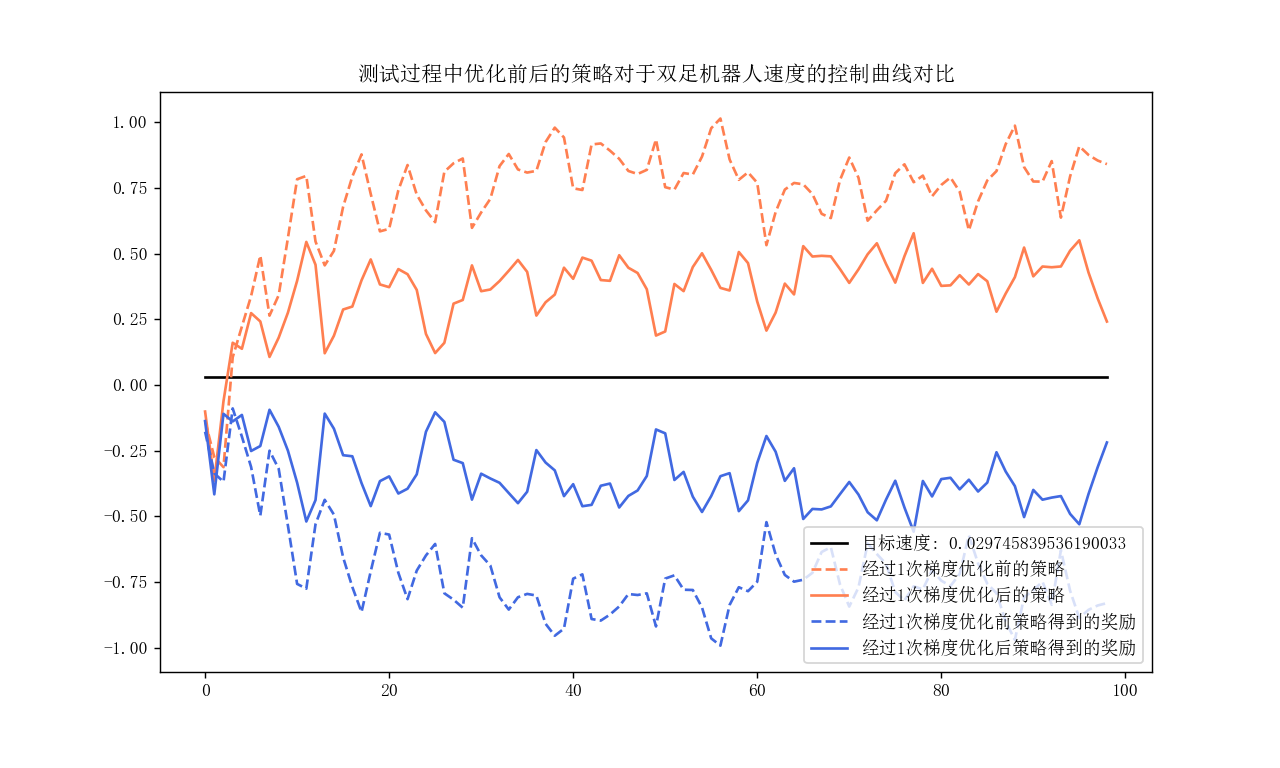 测试过程中优化前后的策略对于双足机器人速度的控制曲线对比
1.00
0.75
0.50
0.25
0.00
−0.25
−0.50
−0.75
−1.00
目标速度: 0.029745839536190033
经过1次梯度优化前的策略
经过1次梯度优化后的策略
经过1次梯度优化前策略得到的奖励
经过1次梯度优化后策略得到的奖励
0 20 40 60 80 100